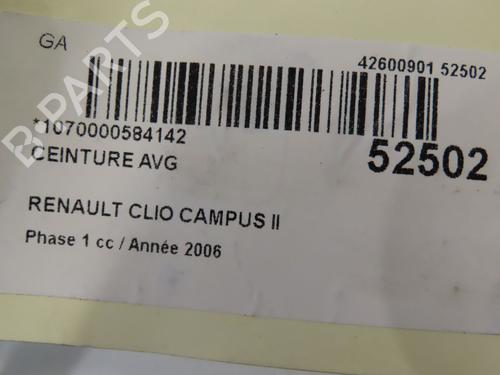 GA
42600901 52502
*1070000584142
52502
CEINTURE AVG
RENAULT CLIO CAMPUS II
Phase 1 cc / Année 2006
B-PARTS